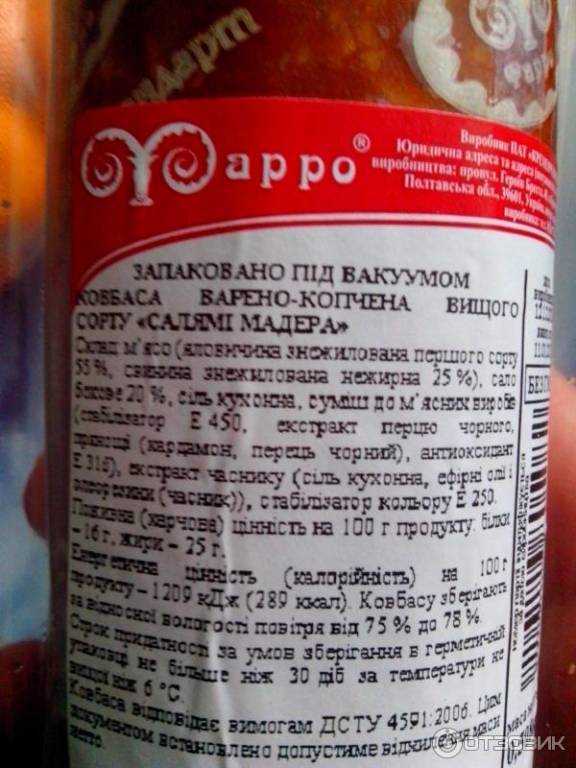 ндарт
Фарро
Фарро®
Виробник ПАТ
Юридична адреса та адреса
виробництва: провул. Героїв Бреста,
Полтавська обл., 39601, Україна
ЗАПАКОВАНО ПІД ВАКУУМОМ
КОВБАСА ВАРЕНО-КОПЧЕНА ВИЩОГО
СОРТУ «САЛЯМІ МАДЕРА»
Склад: м'ясо (яловичина знежилована першого сорту
55 %, свинина знежилована нежирна 25 %), сало
бокове 20 %, сіль кухонна, суміш до м'ясних виробів
(стабілізатор Е 450, екстракт перцю чорного,
прянощі (кардамон, перець чорний), антиоксидант
Е 316), екстракт часнику (сіль кухонна, ефірні олії і
олеорезини (часник)), стабілізатор кольору Е 250.
Поживна (харчова) цінність на 100 г продукту: білки
– 16 г, жири – 25 г.
Енергетична цінність (калорійність) на 100 г
продукту – 1209 кДж (289 ккал). Ковбасу зберігають
за відносної вологості повітря від 75 % до 78 %.
Строк придатності за умов зберігання в герметичній
упаковці не більше ніж 30 діб за температури не
вищої ніж 6 °С.
Ковбаса відповідає вимогам ДСТУ 4591:2006. Цим
документом встановлено допустиме відхилення маси
нетто.
ОТЗОВИК